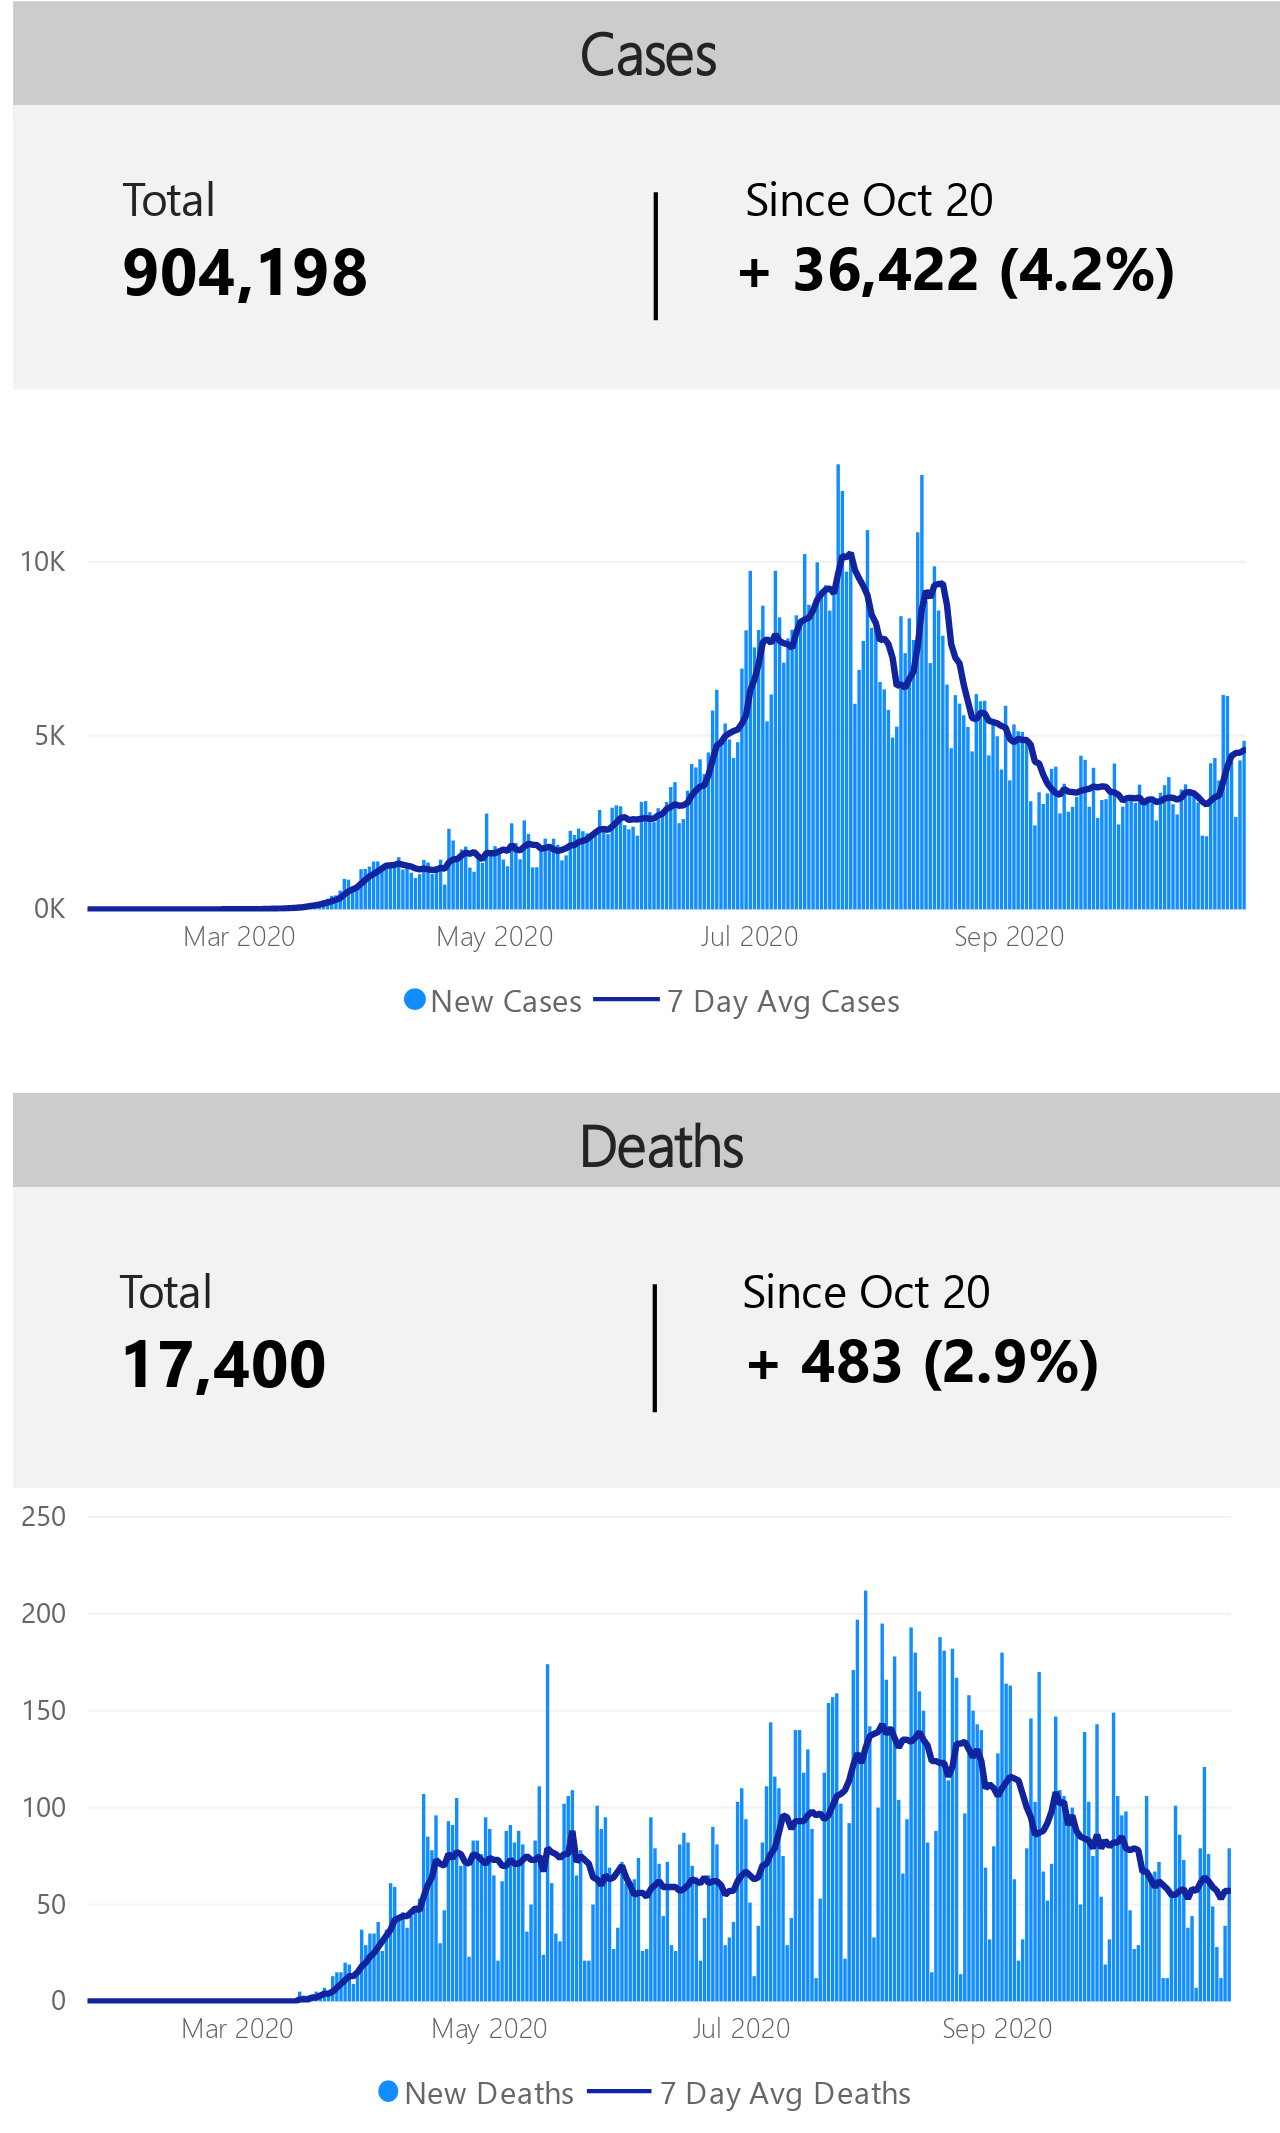 Cases
Total
Since Oct 20
904,198
+ 36,422 (4.2%)
10K
5K
0K
Mar 2020
May 2020
Jul 2020
Sep 2020
New Cases
7 Day Avg Cases
Deaths
Total
Since Oct 20
17,400
+ 483 (2.9%)
250
200
150
100
50
0
Mar 2020
May 2020
Jul 2020
Sep 2020
New Deaths
7 Day Avg Deaths